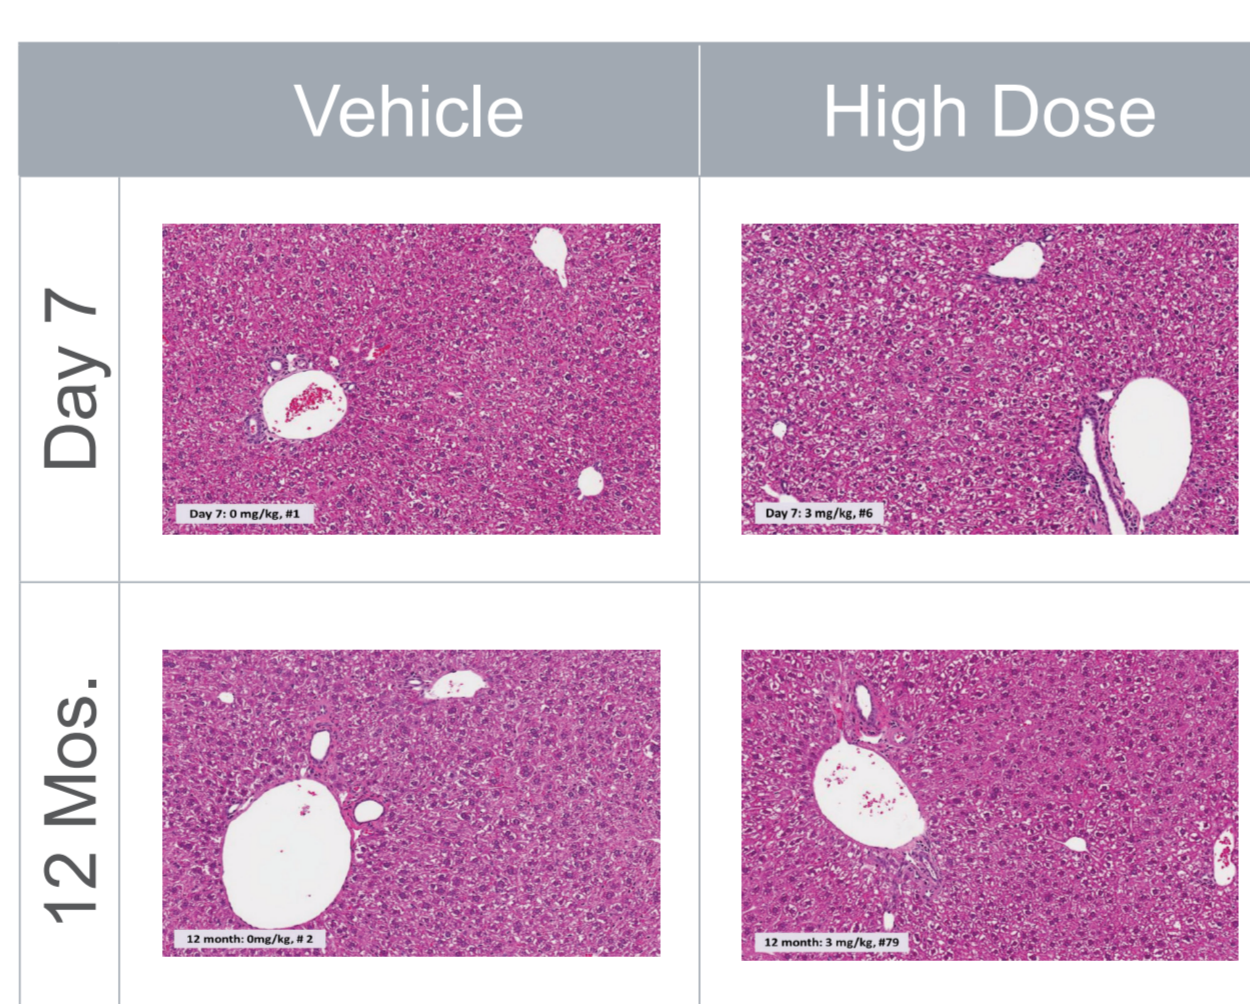 Vehicle
High Dose
Day 7
Day 7: 0 mg/kg, #1
Day 7: 3 mg/kg, #6
12 Mos.
12 month: 0mg/kg, # 2
12 month: 3 mg/kg, #79